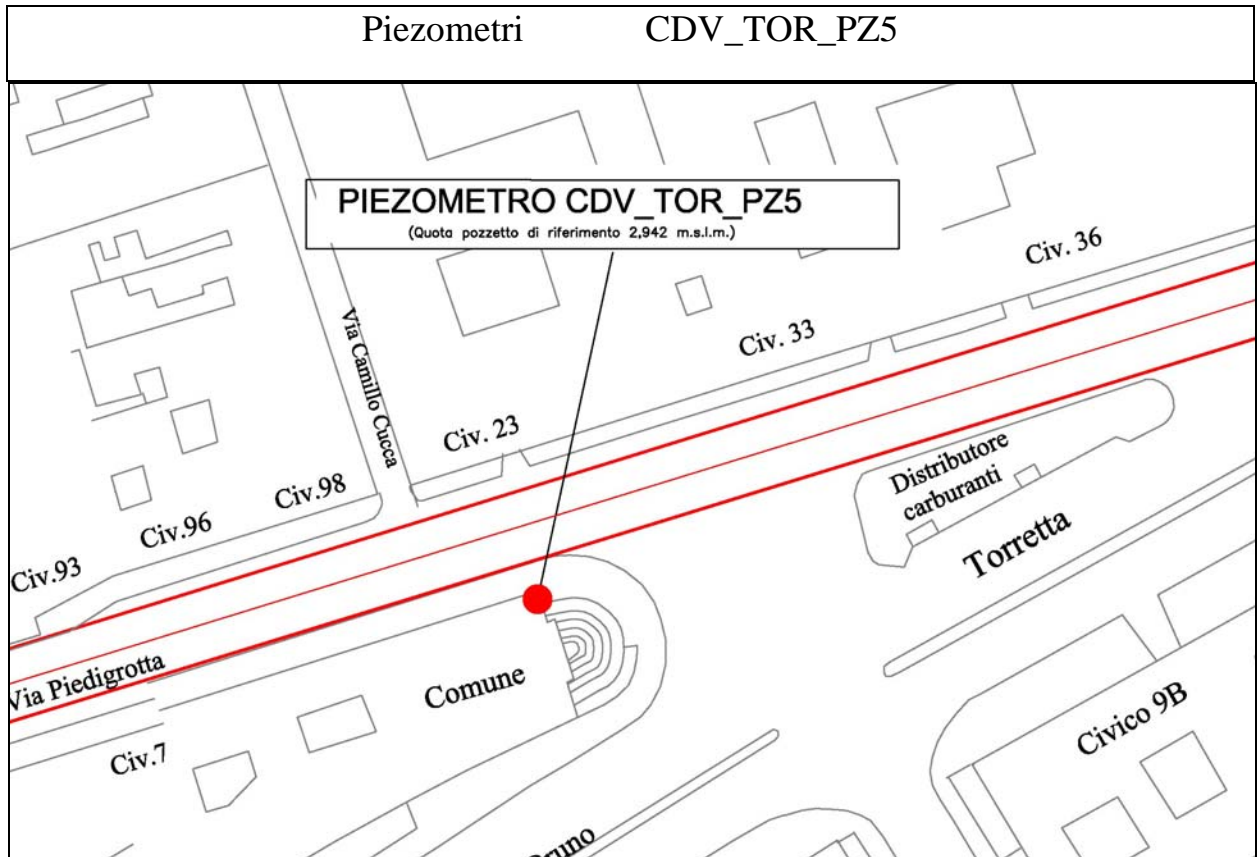 Piezometri CDV_TOR_PZ5
PIEZOMETRO CDV_TOR_PZ5
(Quota pozzetto di riferimento 2,942 m.s.l.m.)
Civ. 36
Civ. 33
Via Camillo Cucca
Civ. 23
Civ.98
Civ.96
Civ.93
Distributore
carburanti
Torretta
Via Piedigrotta
Comune
Civ.7
Civico 9B